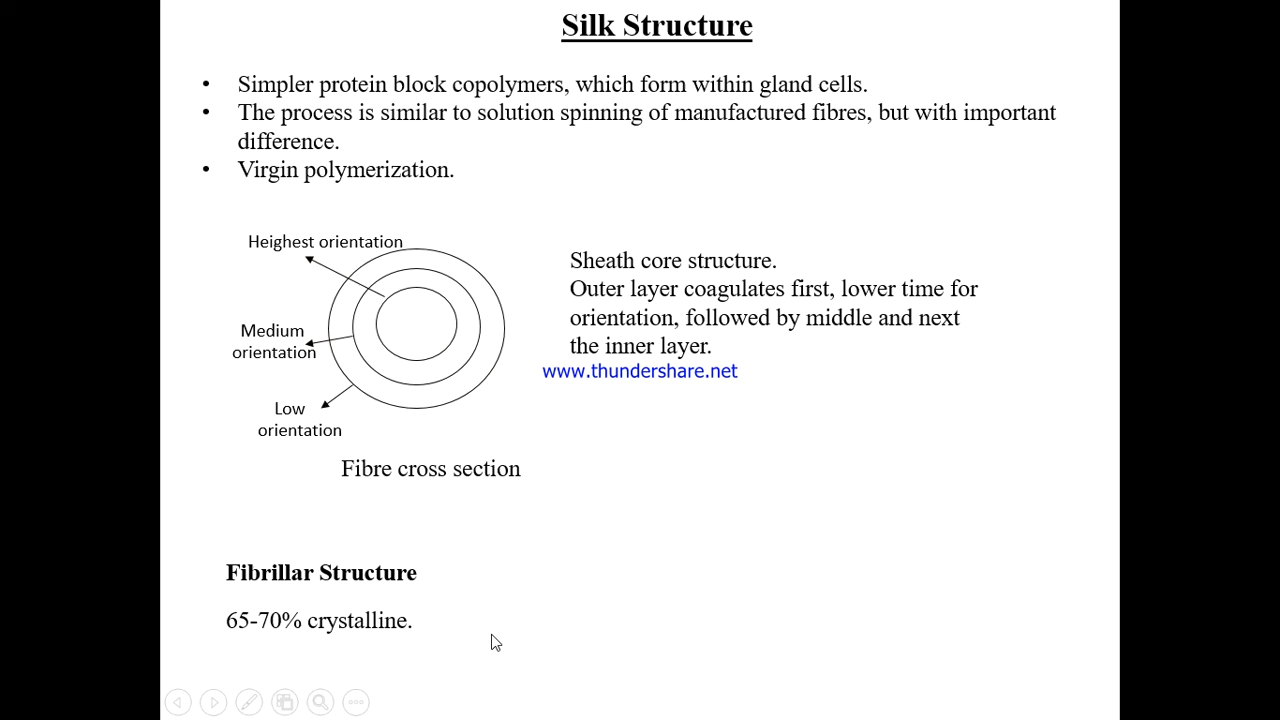 Silk Structure
• Simpler protein block copolymers, which form within gland cells.
• The process is similar to solution spinning of manufactured fibres, but with important
difference.
• Virgin polymerization.
Heighest orientation
Medium
orientation
Low
orientation
Fibre cross section
Sheath core structure.
Outer layer coagulates first, lower time for
orientation, followed by middle and next
the inner layer.
www.thundershare.net
Fibrillar Structure
65-70% crystalline.